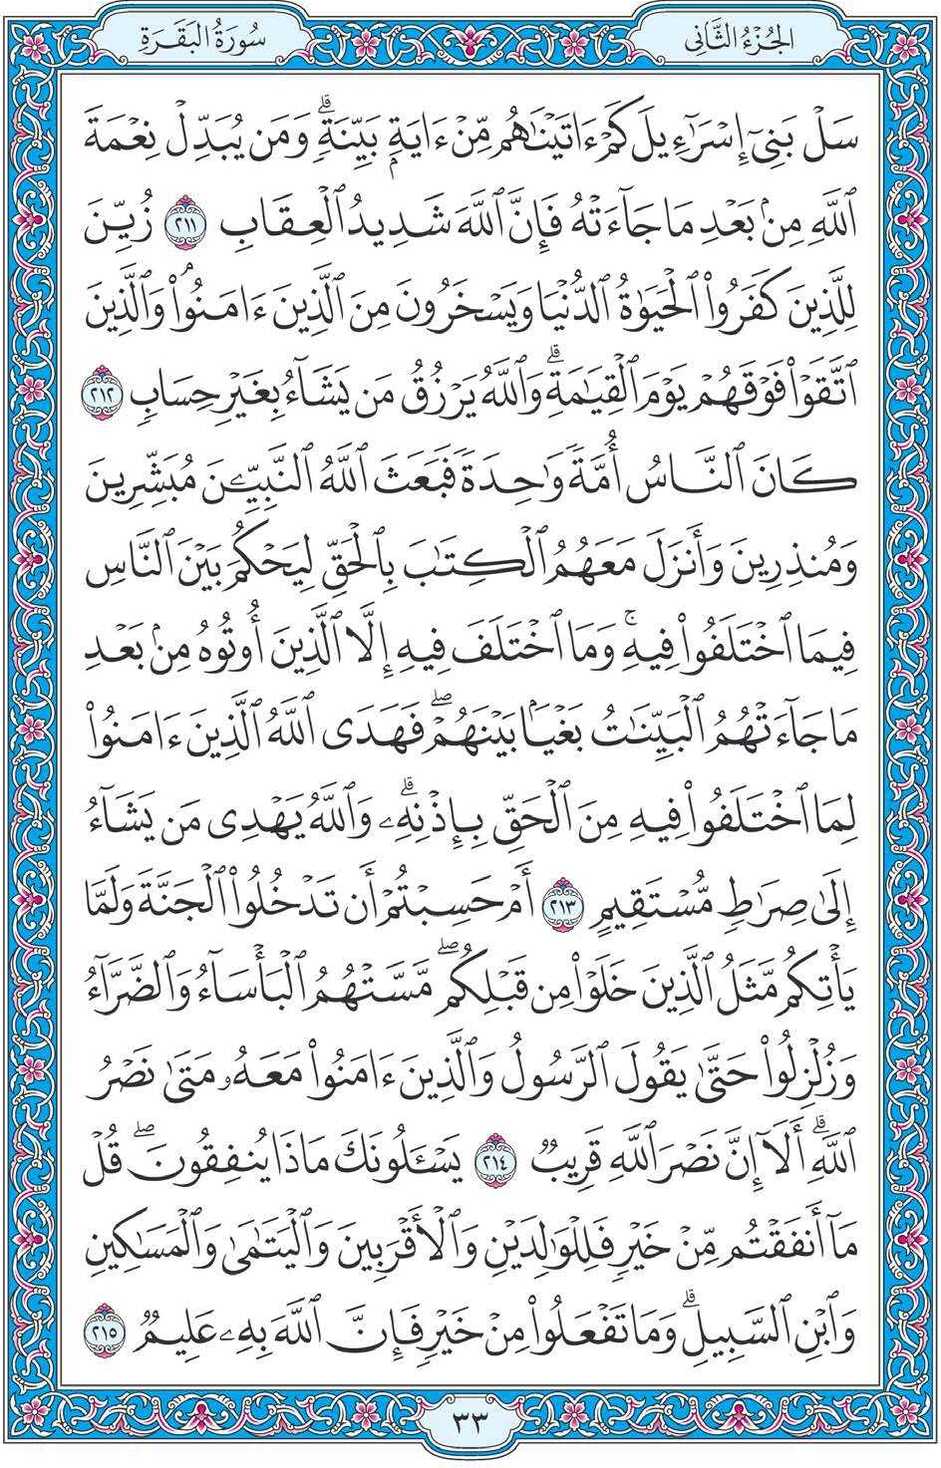 الجُزْءُ الثَّانِي
سُورَةُ البَقَرَةِ
سَلْ بَنِىٓ إِسْرَٰٓءِيلَ كَمْ ءَاتَيْنَٰهُم مِّنْ ءَايَةٍۭ بَيِّنَةٍۗ وَمَن يُبَدِّلْ نِعْمَةَ
ٱللَّهِ مِنۢ بَعْدِ مَا جَآءَتْهُ فَإِنَّ ٱللَّهَ شَدِيدُ ٱلْعِقَابِ ٢١١ زُيِّنَ
لِلَّذِينَ كَفَرُوا۟ ٱلْحَيَوٰةُ ٱلدُّنْيَا وَيَسْخَرُونَ مِنَ ٱلَّذِينَ ءَامَنُوا۟ۘ وَٱلَّذِينَ
ٱتَّقَوْا۟ فَوْقَهُمْ يَوْمَ ٱلْقِيَٰمَةِۗ وَٱللَّهُ يَرْزُقُ مَن يَشَآءُ بِغَيْرِ حِسَابٍ ٢١٢
كَانَ ٱلنَّاسُ أُمَّةً وَٰحِدَةً فَبَعَثَ ٱللَّهُ ٱلنَّبِيِّۦنَ مُبَشِّرِينَ
وَمُنذِرِينَ وَأَنزَلَ مَعَهُمُ ٱلْكِتَٰبَ بِٱلْحَقِّ لِيَحْكُمَ بَيْنَ ٱلنَّاسِ
فِيمَا ٱخْتَلَفُوا۟ فِيهِۚ وَمَا ٱخْتَلَفَ فِيهِ إِلَّا ٱلَّذِينَ أُوتُوهُ مِنۢ بَعْدِ
مَا جَآءَتْهُمُ ٱلْبَيِّنَٰتُ بَغْيًۢا بَيْنَهُمْۖ فَهَدَى ٱللَّهُ ٱلَّذِينَ ءَامَنُوا۟
لِمَا ٱخْتَلَفُوا۟ فِيهِ مِنَ ٱلْحَقِّ بِإِذْنِهِۦۗ وَٱللَّهُ يَهْدِى مَن يَشَآءُ
إِلَىٰ صِرَٰطٍ مُّسْتَقِيمٍ ٢١٣ أَمْ حَسِبْتُمْ أَن تَدْخُلُوا۟ ٱلْجَنَّةَ وَلَمَّا
يَأْتِكُم مَّثَلُ ٱلَّذِينَ خَلَوْا۟ مِن قَبْلِكُمۖ مَّسَّتْهُمُ ٱلْبَأْسَآءُ وَٱلضَّرَّآءُ
وَزُلْزِلُوا۟ حَتَّىٰ يَقُولَ ٱلرَّسُولُ وَٱلَّذِينَ ءَامَنُوا۟ مَعَهُۥ مَتَىٰ نَصْرُ
ٱللَّهِۗ أَلَآ إِنَّ نَصْرَ ٱللَّهِ قَرِيبٌ ٢١٤ يَسْـَٔلُونَكَ مَاذَا يُنفِقُونَۖ قُلْ
مَآ أَنفَقْتُم مِّنْ خَيْرٍ فَلِلْوَٰلِدَيْنِ وَٱلْأَقْرَبِينَ وَٱلْيَتَٰمَىٰ وَٱلْمَسَٰكِينِ
وَٱبْنِ ٱلسَّبِيلِۗ وَمَا تَفْعَلُوا۟ مِنْ خَيْرٍ فَإِنَّ ٱللَّهَ بِهِۦ عَلِيمٌ ٢١٥
٣٣